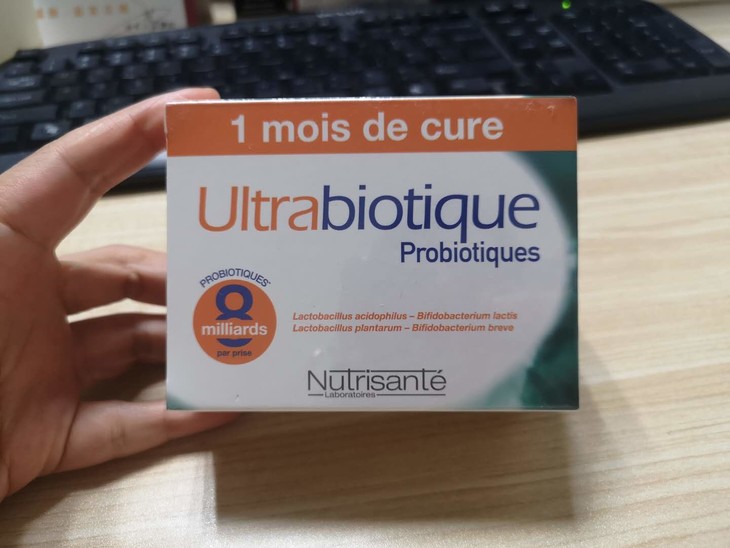 1 mois de cure
Ultrabiotique
Probiotiques
PROBIOTIQUES*
8
milliards
par prise
Lactobacillus acidophilus – Bifidobacterium lactis
Lactobacillus plantarum – Bifidobacterium breve
Nutrisanté
Laboratoires